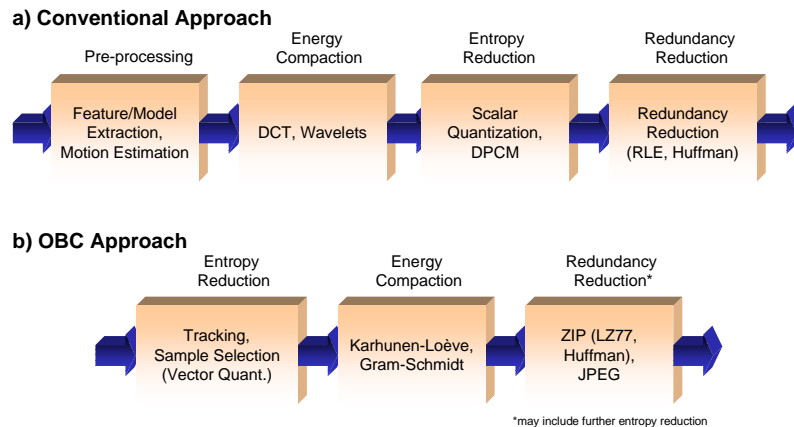 a) Conventional Approach
Pre-processing
Energy
Compaction
Entropy
Reduction
Redundancy
Reduction
Feature/Model
Extraction,
Motion Estimation
DCT, Wavelets
Scalar
Quantization,
DPCM
Redundancy
Reduction
(RLE, Huffman)
b) OBC Approach
Entropy
Reduction
Energy
Compaction
Redundancy
Reduction*
Tracking,
Sample Selection
(Vector Quant.)
Karhunen-Loève,
Gram-Schmidt
ZIP (LZ77,
Huffman),
JPEG
*may include further entropy reduction